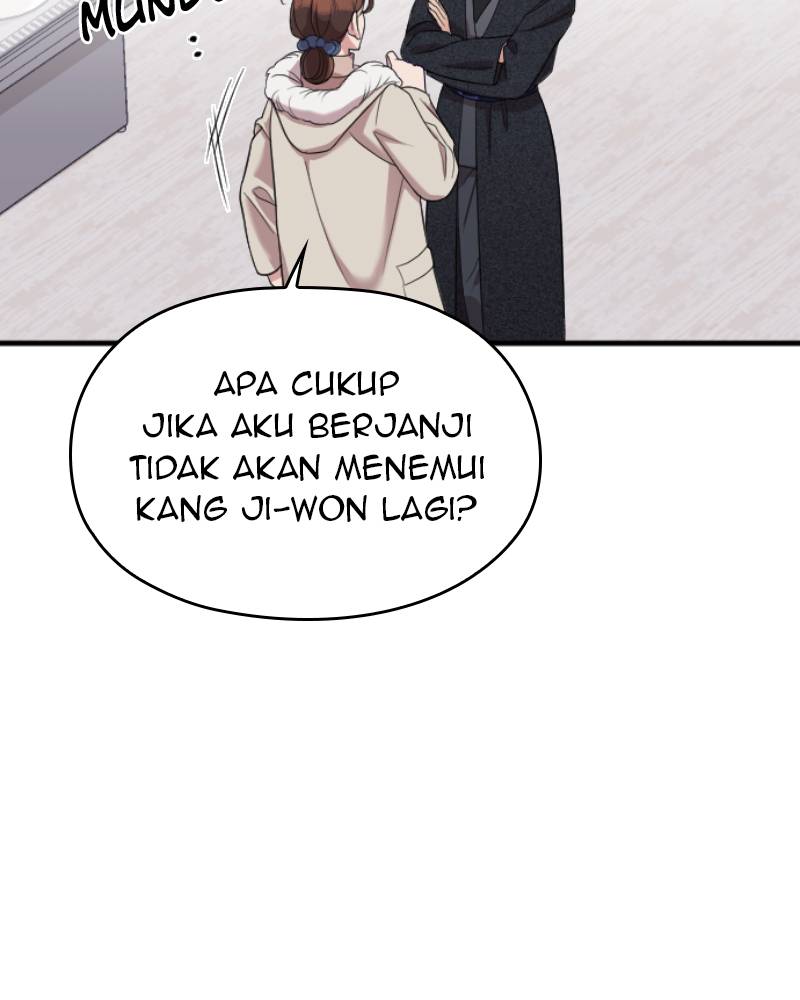 APA CUKUP
JIKA AKU BERJANJI
TIDAK AKAN MENEMUI
KANG JI-WON LAGI?